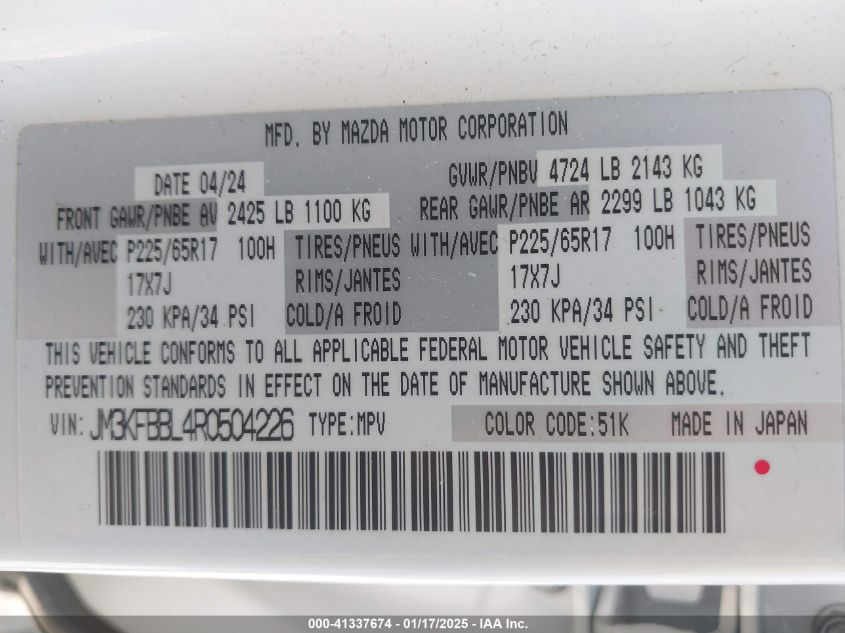 MFD. BY MAZDA MOTOR CORPORATION
DATE 04/24 GVWR/PNBV 4724 LB 2143 KG
FRONT GAWR/PNBE AV 2425 LB 1100 KG REAR GAWR/PNBE AR 2299 LB 1043 KG
WITH/AVEC P225/65R17 100H TIRES/PNEUS WITH/AVEC P225/65R17 100H TIRES/PNEUS
17X7J RIMS/JANTES 17X7J RIMS/JANTES
230 KPA/34 PSI COLD/A FROID 230 KPA/34 PSI COLD/A FROID
THIS VEHICLE CONFORMS TO ALL APPLICABLE FEDERAL MOTOR VEHICLE SAFETY AND THEFT
PREVENTION STANDARDS IN EFFECT ON THE DATE OF MANUFACTURE SHOWN ABOVE.
VIN: JM3KFBBL4R0504226 TYPE:MPV COLOR CODE:51K MADE IN JAPAN
000-41337674 - 01/17/2025 - IAA Inc.